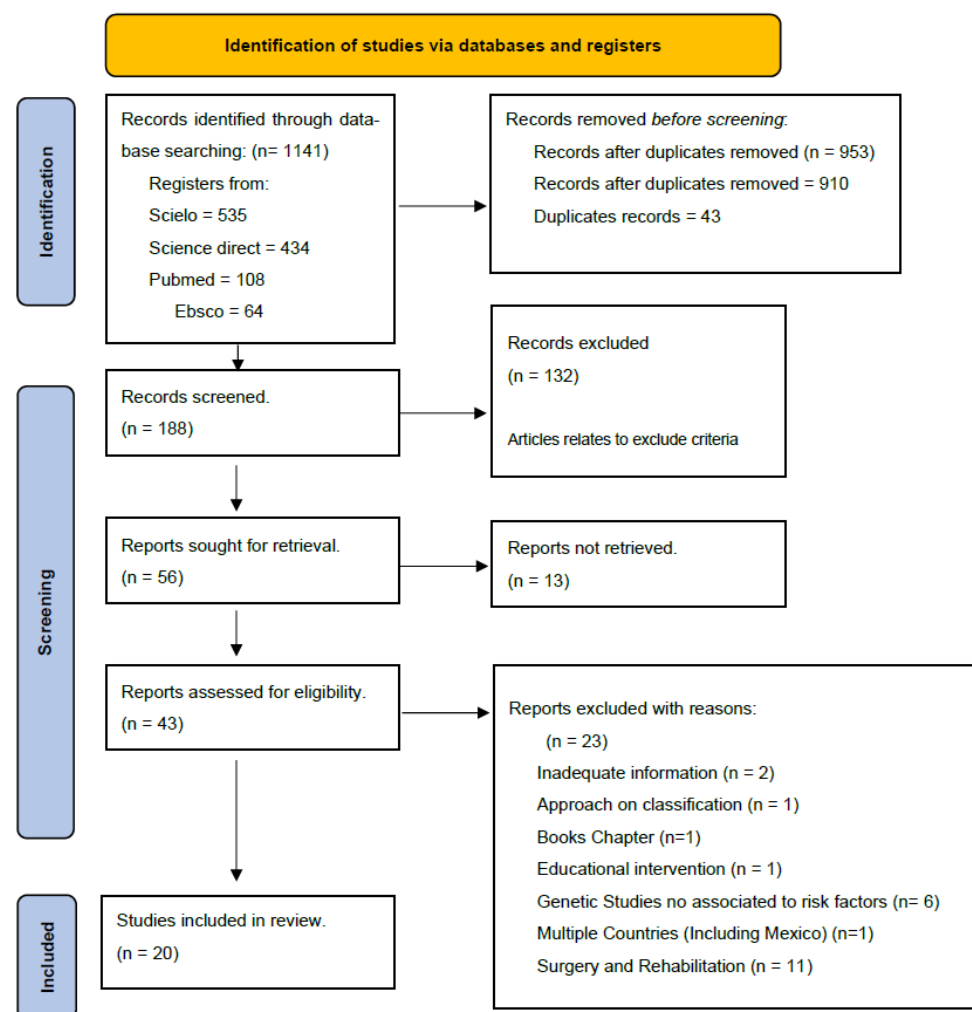 Identification of studies via databases and registers
Identification
Records identified through data-
base searching: (n= 1141)
Registers from:
Scielo = 535
Science direct = 434
Pubmed = 108
Ebsco = 64
Records removed before screening:
Records after duplicates removed (n = 953)
Records after duplicates removed = 910
Duplicates records = 43
Screening
Records screened.
(n = 188)
Records excluded
(n = 132)
Articles relates to exclude criteria
Reports sought for retrieval.
(n = 56)
Reports not retrieved.
(n = 13)
Reports assessed for eligibility.
(n = 43)
Reports excluded with reasons:
(n = 23)
Inadequate information (n = 2)
Approach on classification (n = 1)
Books Chapter (n=1)
Educational intervention (n = 1)
Genetic Studies no associated to risk factors (n= 6)
Multiple Countries (Including Mexico) (n=1)
Surgery and Rehabilitation (n = 11)
Included
Studies included in review.
(n = 20)